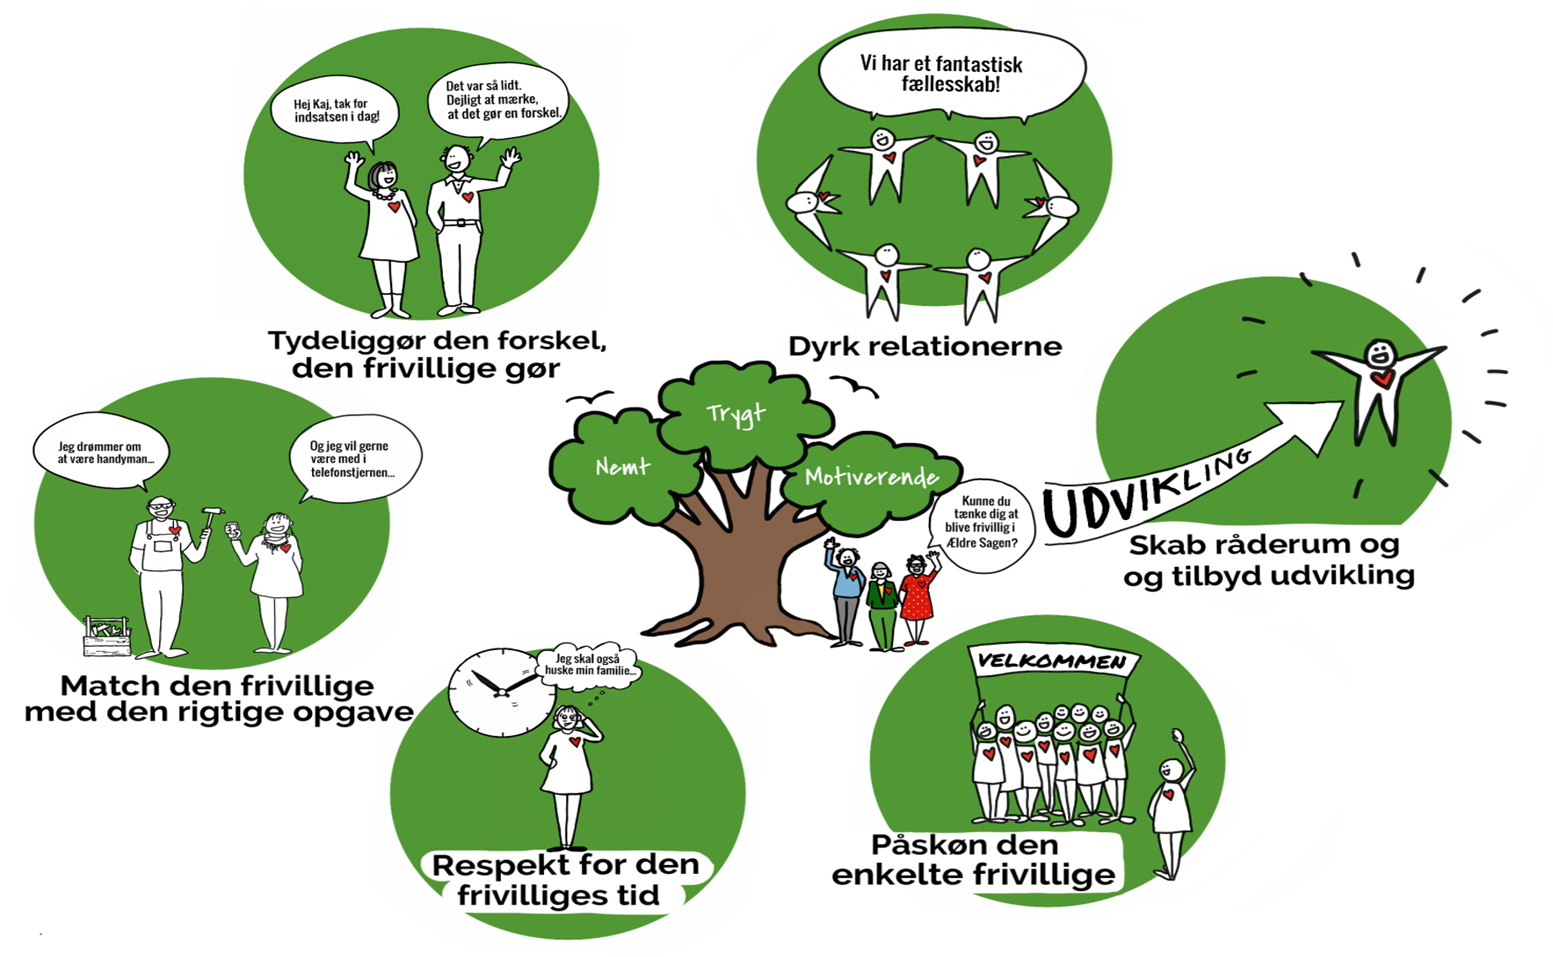 Hej Kaj, tak for
indsatsen i dag!
Det var så lidt.
Dejligt at mærke,
at det gør en forskel.
Tydeliggør den forskel,
den frivillige gør
Vi har et fantastisk
fællesskab!
Dyrk relationerne
Jeg drømmer om
at være handyman...
Og jeg vil gerne
være med i
telefonstjernen...
Match den frivillige
med den rigtige opgave
Nemt
Trygt
Motiverende
Kunne du
tænke dig at
blive frivillig i
Ældre Sagen?
UDVIKLING
Skab råderum og
og tilbyd udvikling
Jeg skal også
huske min familie...
Respekt for den
frivilliges tid
VELKOMMEN
Påskøn den
enkelte frivillige